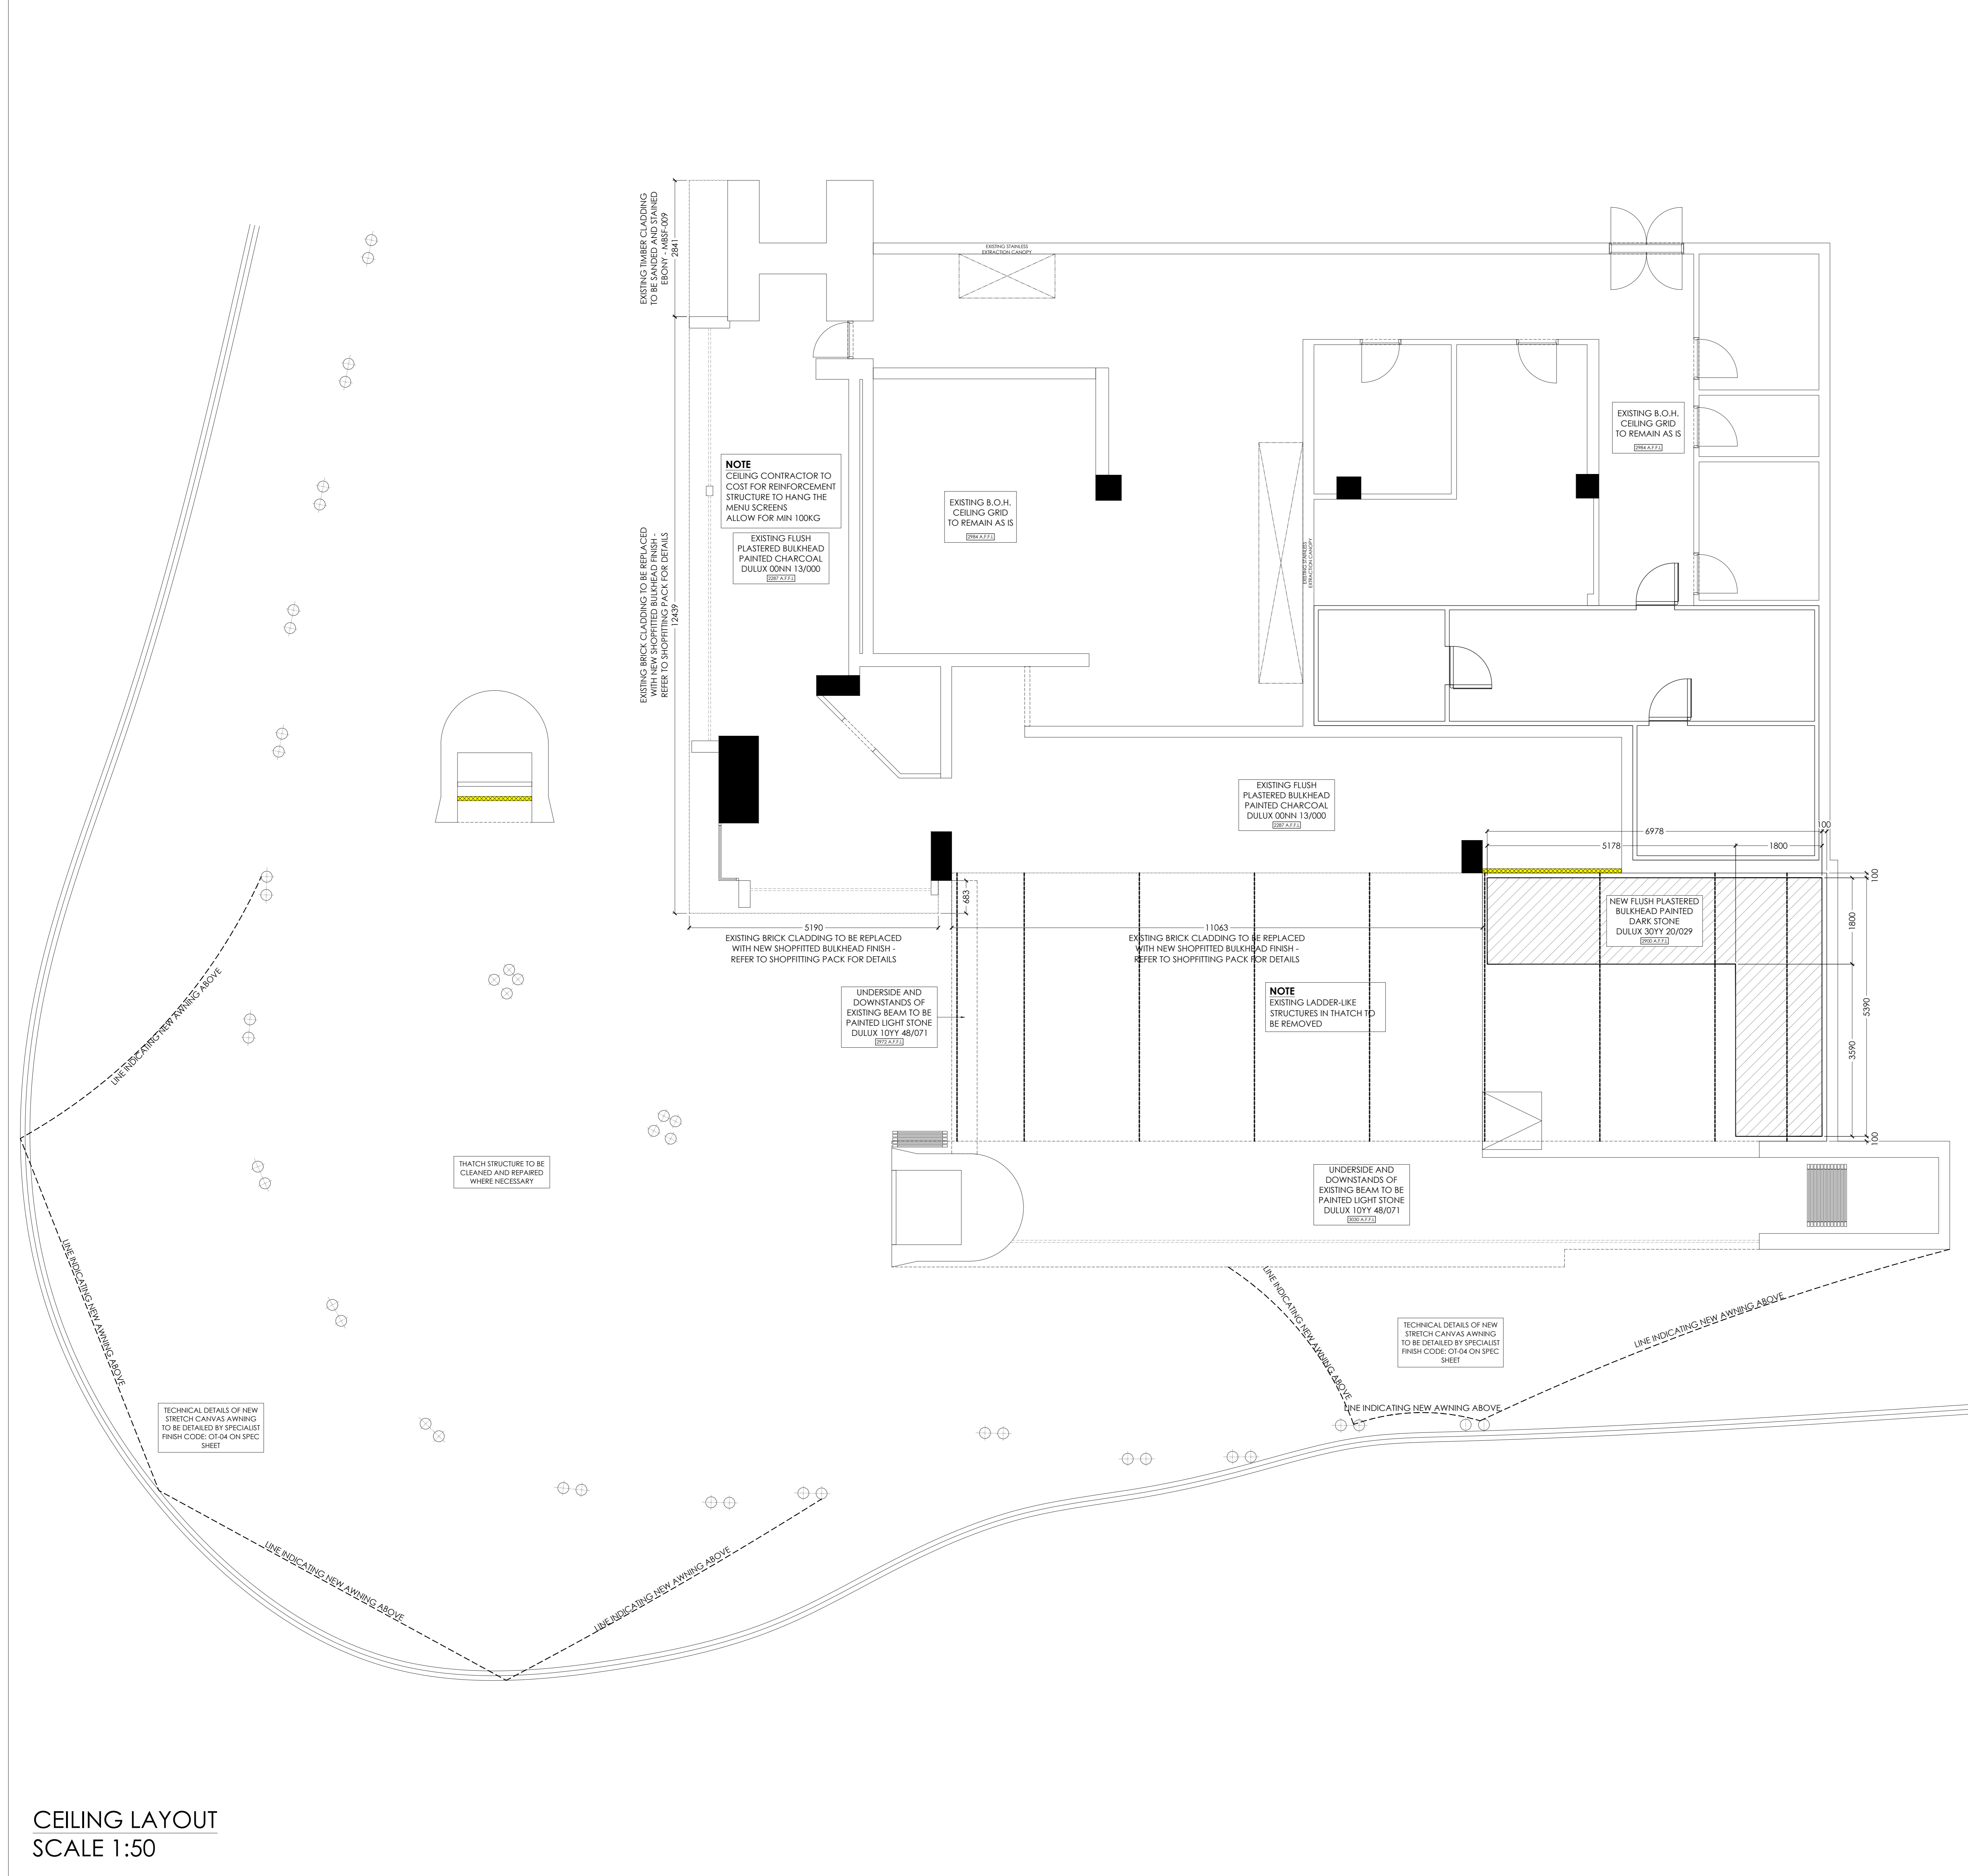 EXISTING TIMBER CLADDING
TO BE SANDED AND STAINED
EBONY - MBSF-009
2841
EXISTING STAINLESS
EXTRACTION CANOPY
EXISTING BRICK CLADDING TO BE REPLACED
WITH NEW SHOPFITTED BULKHEAD FINISH -
REFER TO SHOPFITTING PACK FOR DETAILS
12439
NOTE
CEILING CONTRACTOR TO
COST FOR REINFORCEMENT
STRUCTURE TO HANG THE
MENU SCREENS
ALLOW FOR MIN 100KG
EXISTING FLUSH
PLASTERED BULKHEAD
PAINTED CHARCOAL
DULUX 00NN 13/000
2287 A.F.F.L
EXISTING B.O.H.
CEILING GRID
TO REMAIN AS IS
2984 A.F.F.L
EXISTING STAINLESS
EXTRACTION CANOPY
EXISTING B.O.H.
CEILING GRID
TO REMAIN AS IS
2984 A.F.F.L
EXISTING FLUSH
PLASTERED BULKHEAD
PAINTED CHARCOAL
DULUX 00NN 13/000
2287 A.F.F.L
6978
100
5178
1800
100
NEW FLUSH PLASTERED
BULKHEAD PAINTED
DARK STONE
DULUX 30YY 20/029
2900 A.F.F.L
1800
5390
3590
100
683
5190
EXISTING BRICK CLADDING TO BE REPLACED
WITH NEW SHOPFITTED BULKHEAD FINISH -
REFER TO SHOPFITTING PACK FOR DETAILS
11063
EXISTING BRICK CLADDING TO BE REPLACED
WITH NEW SHOPFITTED BULKHEAD FINISH -
REFER TO SHOPFITTING PACK FOR DETAILS
UNDERSIDE AND
DOWNSTANDS OF
EXISTING BEAM TO BE
PAINTED LIGHT STONE
DULUX 10YY 48/071
2972 A.F.F.L
NOTE
EXISTING LADDER-LIKE
STRUCTURES IN THATCH TO
BE REMOVED
LINE INDICATING NEW AWNING ABOVE
THATCH STRUCTURE TO BE
CLEANED AND REPAIRED
WHERE NECESSARY
UNDERSIDE AND
DOWNSTANDS OF
EXISTING BEAM TO BE
PAINTED LIGHT STONE
DULUX 10YY 48/071
3030 A.F.F.L
LINE INDICATING NEW AWNING ABOVE
LINE INDICATING NEW AWNING ABOVE
LINE INDICATING NEW AWNING ABOVE
TECHNICAL DETAILS OF NEW
STRETCH CANVAS AWNING
TO BE DETAILED BY SPECIALIST
FINISH CODE: OT-04 ON SPEC
SHEET
LINE INDICATING NEW AWNING ABOVE
TECHNICAL DETAILS OF NEW
STRETCH CANVAS AWNING
TO BE DETAILED BY SPECIALIST
FINISH CODE: OT-04 ON SPEC
SHEET
LINE INDICATING NEW AWNING ABOVE
LINE INDICATING NEW AWNING ABOVE
CEILING LAYOUT
SCALE 1:50